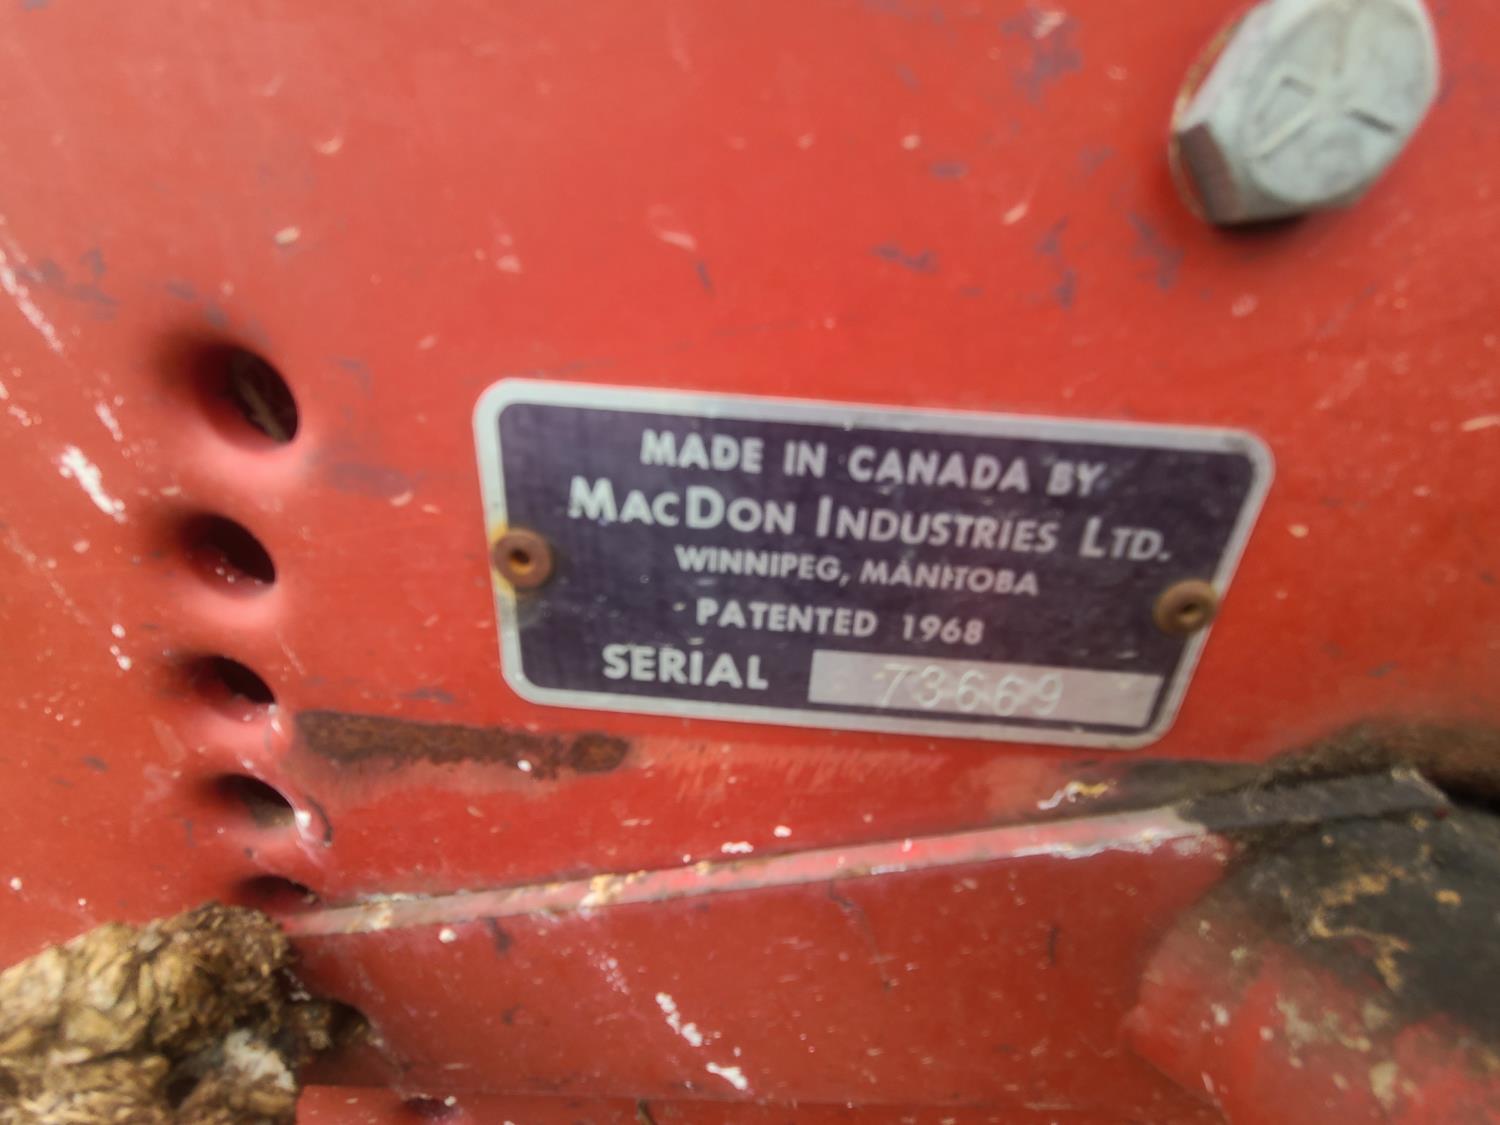 MADE IN CANADA BY
MACDON INDUSTRIES LTD.
WINNIPEG, MANITOBA
PATENTED 1968
SERIAL 73669